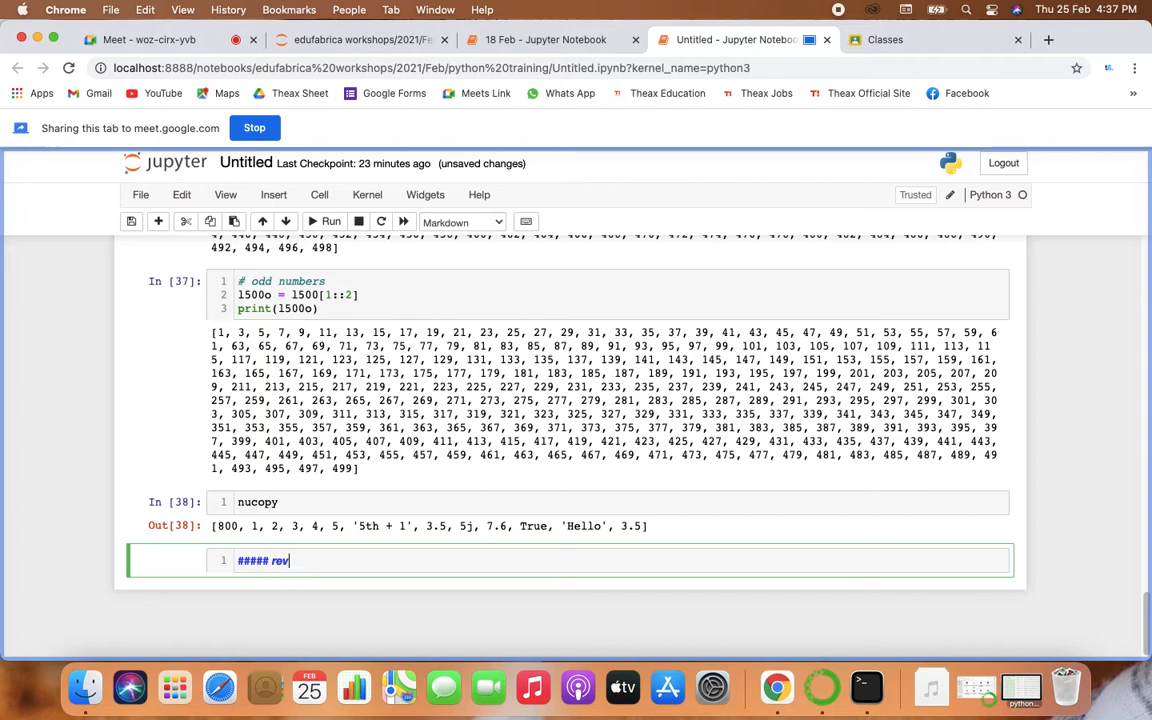 Chrome File Edit View History Bookmarks People Tab Window Help Thu 25 Feb 4:37 PM
Meet - woz-cirx-yvb edufabrica workshops/2021/Fe 18 Feb - Jupyter Notebook Untitled - Jupyter Noteboo Classes
localhost:8888/notebooks/edufabrica%20workshops/2021/Feb/python%20training/Untitled.ipynb?kernel_name=python3
Apps Gmail YouTube Maps Theax Sheet Google Forms Meets Link Whats App Theax Education Theax Jobs Theax Official Site Facebook
Sharing this tab to meet.google.com Stop
jupyter Untitled Last Checkpoint: 23 minutes ago (unsaved changes) Logout
File Edit View Insert Cell Kernel Widgets Help Trusted Python 3
Run Markdown
492, 494, 496, 498]
In [37]: 1 # odd numbers
2 l500o = l500[1::2]
3 print(l500o)
[1, 3, 5, 7, 9, 11, 13, 15, 17, 19, 21, 23, 25, 27, 29, 31, 33, 35, 37, 39, 41, 43, 45, 47, 49, 51, 53, 55, 57, 59, 6
1, 63, 65, 67, 69, 71, 73, 75, 77, 79, 81, 83, 85, 87, 89, 91, 93, 95, 97, 99, 101, 103, 105, 107, 109, 111, 113, 11
5, 117, 119, 121, 123, 125, 127, 129, 131, 133, 135, 137, 139, 141, 143, 145, 147, 149, 151, 153, 155, 157, 159, 161,
163, 165, 167, 169, 171, 173, 175, 177, 179, 181, 183, 185, 187, 189, 191, 193, 195, 197, 199, 201, 203, 205, 207, 20
9, 211, 213, 215, 217, 219, 221, 223, 225, 227, 229, 231, 233, 235, 237, 239, 241, 243, 245, 247, 249, 251, 253, 255,
257, 259, 261, 263, 265, 267, 269, 271, 273, 275, 277, 279, 281, 283, 285, 287, 289, 291, 293, 295, 297, 299, 301, 30
3, 305, 307, 309, 311, 313, 315, 317, 319, 321, 323, 325, 327, 329, 331, 333, 335, 337, 339, 341, 343, 345, 347, 349,
351, 353, 355, 357, 359, 361, 363, 365, 367, 369, 371, 373, 375, 377, 379, 381, 383, 385, 387, 389, 391, 393, 395, 39
7, 399, 401, 403, 405, 407, 409, 411, 413, 415, 417, 419, 421, 423, 425, 427, 429, 431, 433, 435, 437, 439, 441, 443,
445, 447, 449, 451, 453, 455, 457, 459, 461, 463, 465, 467, 469, 471, 473, 475, 477, 479, 481, 483, 485, 487, 489, 49
1, 493, 495, 497, 499]
In [38]: 1 nucopy
Out[38]: [800, 1, 2, 3, 4, 5, '5th + 1', 3.5, 5j, 7.6, True, 'Hello', 3.5]
1 ##### rev
FEB
25
tv
python...